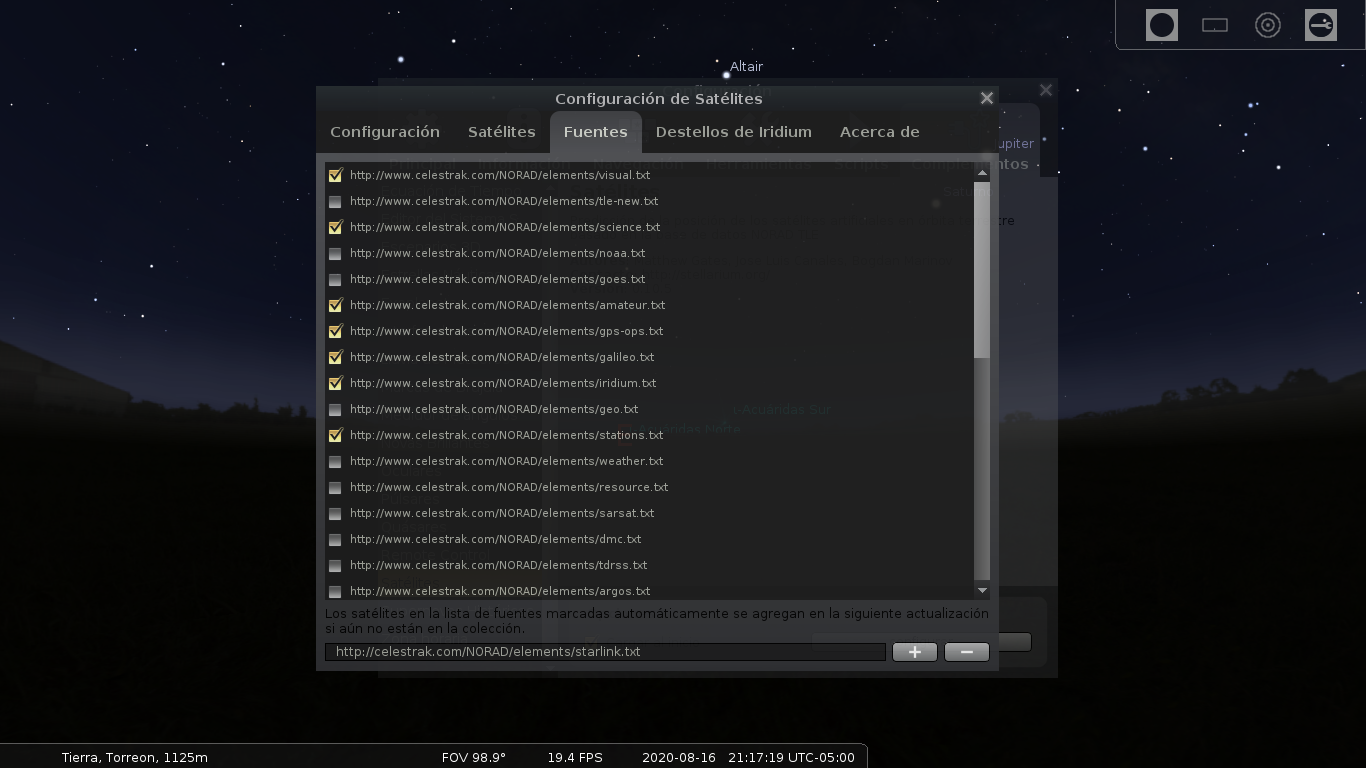 Altair
Configuración de Satélites
Configuración Satélites Fuentes Destellos de Iridium Acerca de
upiter
http://www.celestrak.com/NORAD/elements/visual.txt
http://www.celestrak.com/NORAD/elements/tle-new.txt
http://www.celestrak.com/NORAD/elements/science.txt
http://www.celestrak.com/NORAD/elements/noaa.txt
http://www.celestrak.com/NORAD/elements/goes.txt
http://www.celestrak.com/NORAD/elements/amateur.txt
http://www.celestrak.com/NORAD/elements/gps-ops.txt
http://www.celestrak.com/NORAD/elements/galileo.txt
http://www.celestrak.com/NORAD/elements/iridium.txt
http://www.celestrak.com/NORAD/elements/geo.txt
Acuáridas Sur
http://www.celestrak.com/NORAD/elements/stations.txt
http://www.celestrak.com/NORAD/elements/weather.txt
http://www.celestrak.com/NORAD/elements/resource.txt
http://www.celestrak.com/NORAD/elements/sarsat.txt
http://www.celestrak.com/NORAD/elements/dmc.txt
http://www.celestrak.com/NORAD/elements/tdrss.txt
http://www.celestrak.com/NORAD/elements/argos.txt
Los satélites en la lista de fuentes marcadas automáticamente se agregan en la siguiente actualización
si aún no están en la colección.
http://celestrak.com/NORAD/elements/starlink.txt
Tierra, Torreon, 1125m FOV 98.9° 19.4 FPS 2020-08-16 21:17:19 UTC-05:00